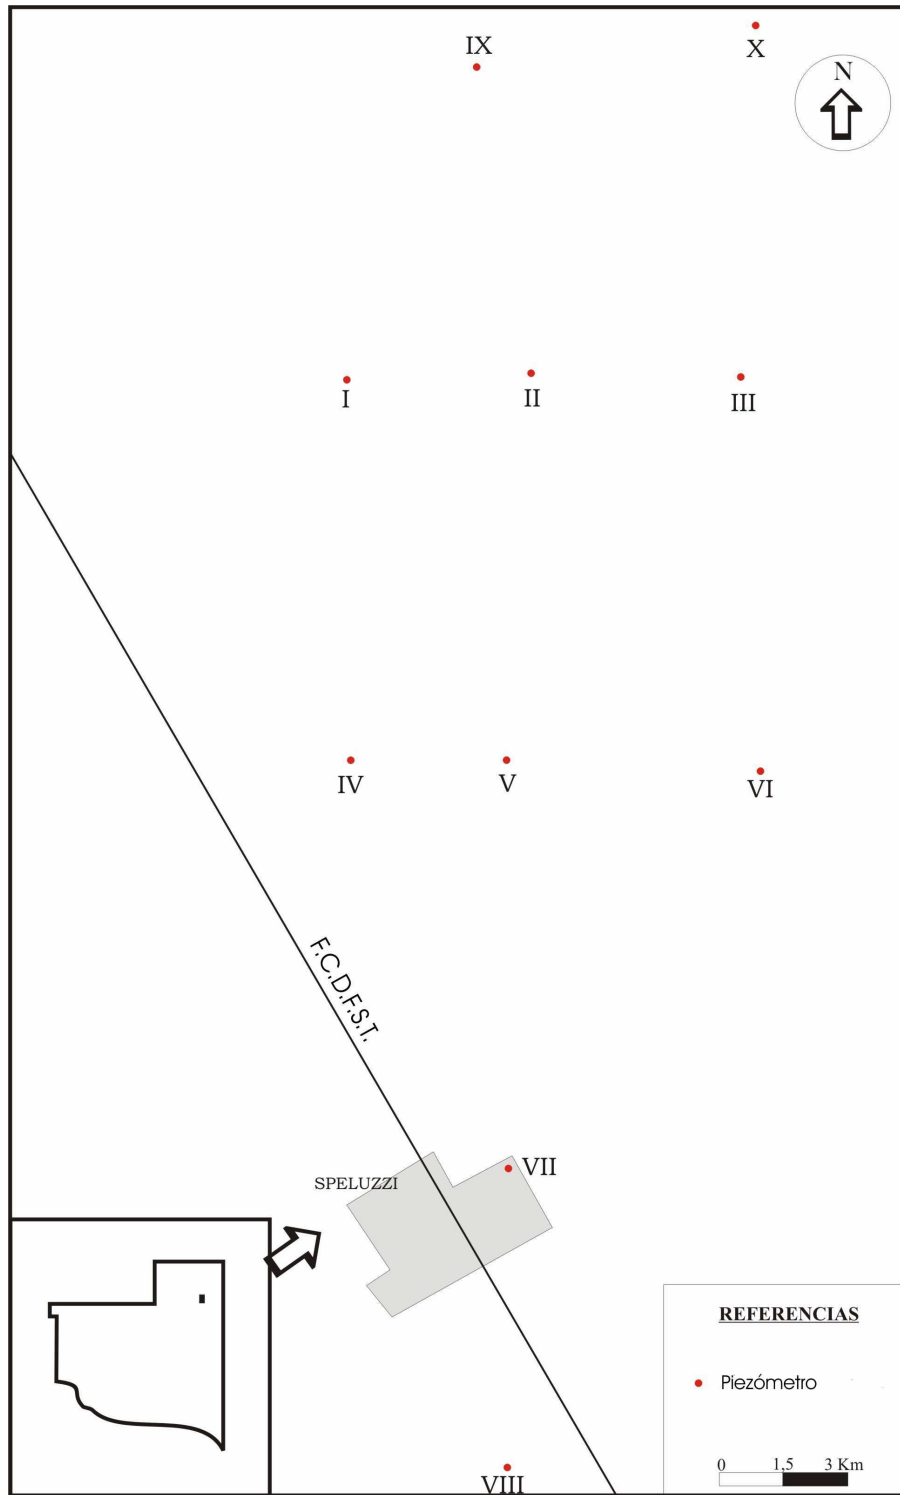 IX
X
N
I
II
III
IV
V
VI
F.C.D.F.S.T.
VII
SPELUZZI
REFERENCIAS
Piezómetro
0 1,5 3 Km
VIII